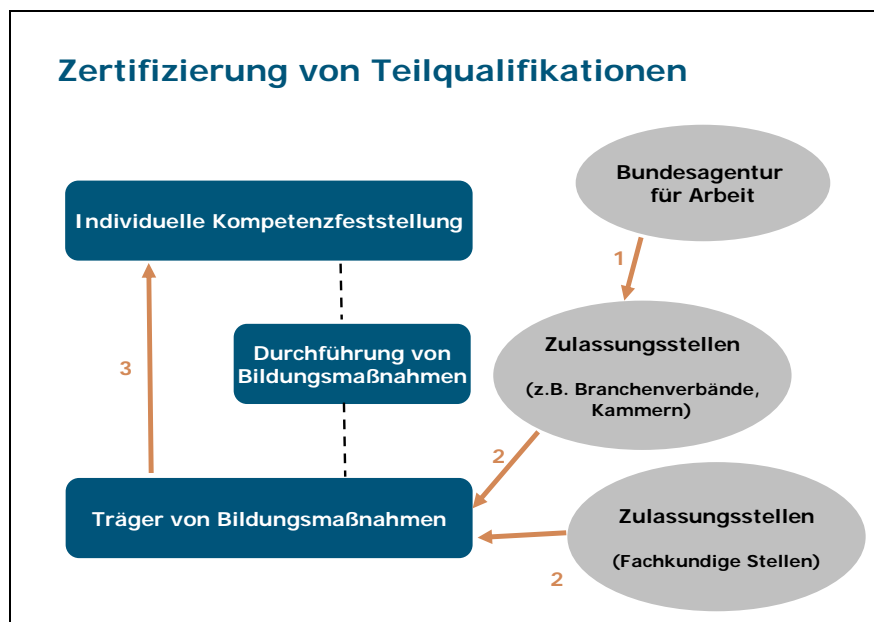 Zertifizierung von Teilqualifikationen
Bundesagentur
für Arbeit
Individuelle Kompetenzfeststellung
1
Durchführung von
Bildungsmaßnahmen
Zulassungsstellen
(z.B. Branchenverbände,
Kammern)
3
2
Träger von Bildungsmaßnahmen
Zulassungsstellen
(Fachkundige Stellen)
2